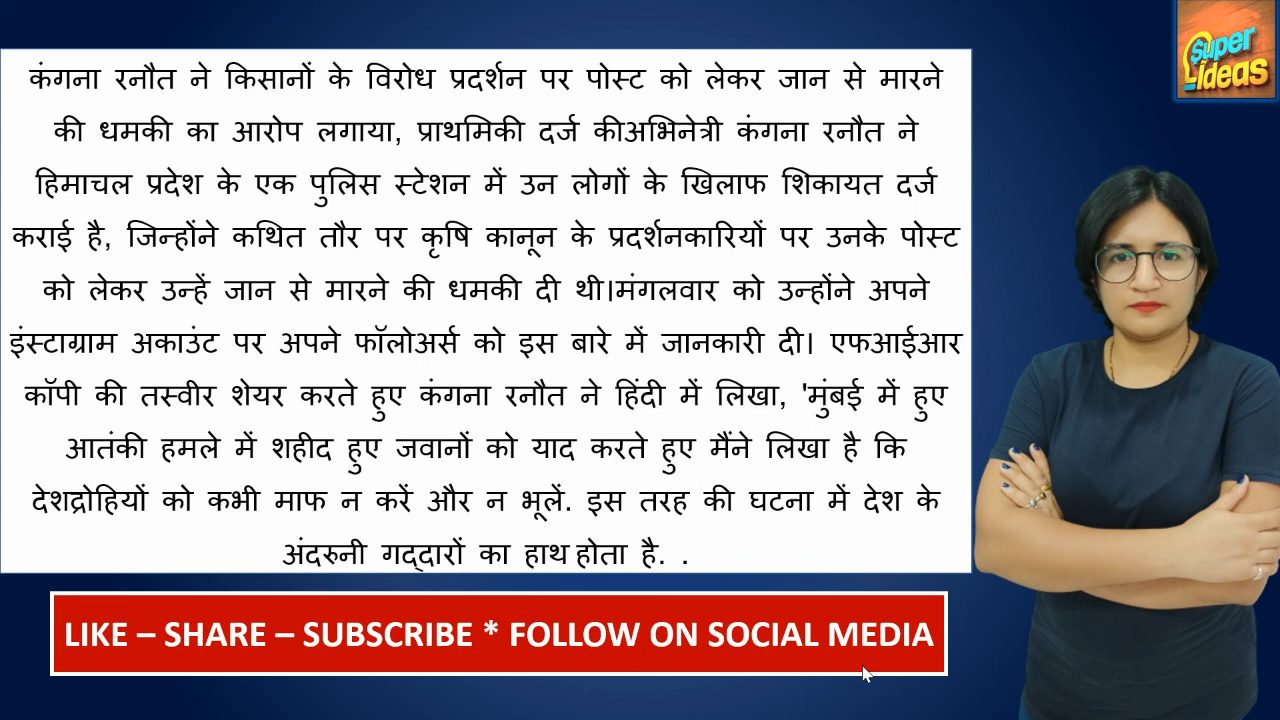 Super
Ideas
कंगना रनौत ने किसानों के विरोध प्रदर्शन पर पोस्ट को लेकर जान से मारने
की धमकी का आरोप लगाया, प्राथमिकी दर्ज कीअभिनेत्री कंगना रनौत ने
हिमाचल प्रदेश के एक पुलिस स्टेशन में उन लोगों के खिलाफ शिकायत दर्ज
कराई है, जिन्होंने कथित तौर पर कृषि कानून के प्रदर्शनकारियों पर उनके पोस्ट
को लेकर उन्हें जान से मारने की धमकी दी थी।मंगलवार को उन्होंने अपने
इंस्टाग्राम अकाउंट पर अपने फॉलोअर्स को इस बारे में जानकारी दी। एफआईआर
कॉपी की तस्वीर शेयर करते हुए कंगना रनौत ने हिंदी में लिखा, 'मुंबई में हुए
आतंकी हमले में शहीद हुए जवानों को याद करते हुए मैंने लिखा है कि
देशद्रोहियों को कभी माफ न करें और न भूलें. इस तरह की घटना में देश के
अंदरुनी गद्दारों का हाथ होता है. .
LIKE – SHARE – SUBSCRIBE * FOLLOW ON SOCIAL MEDIA